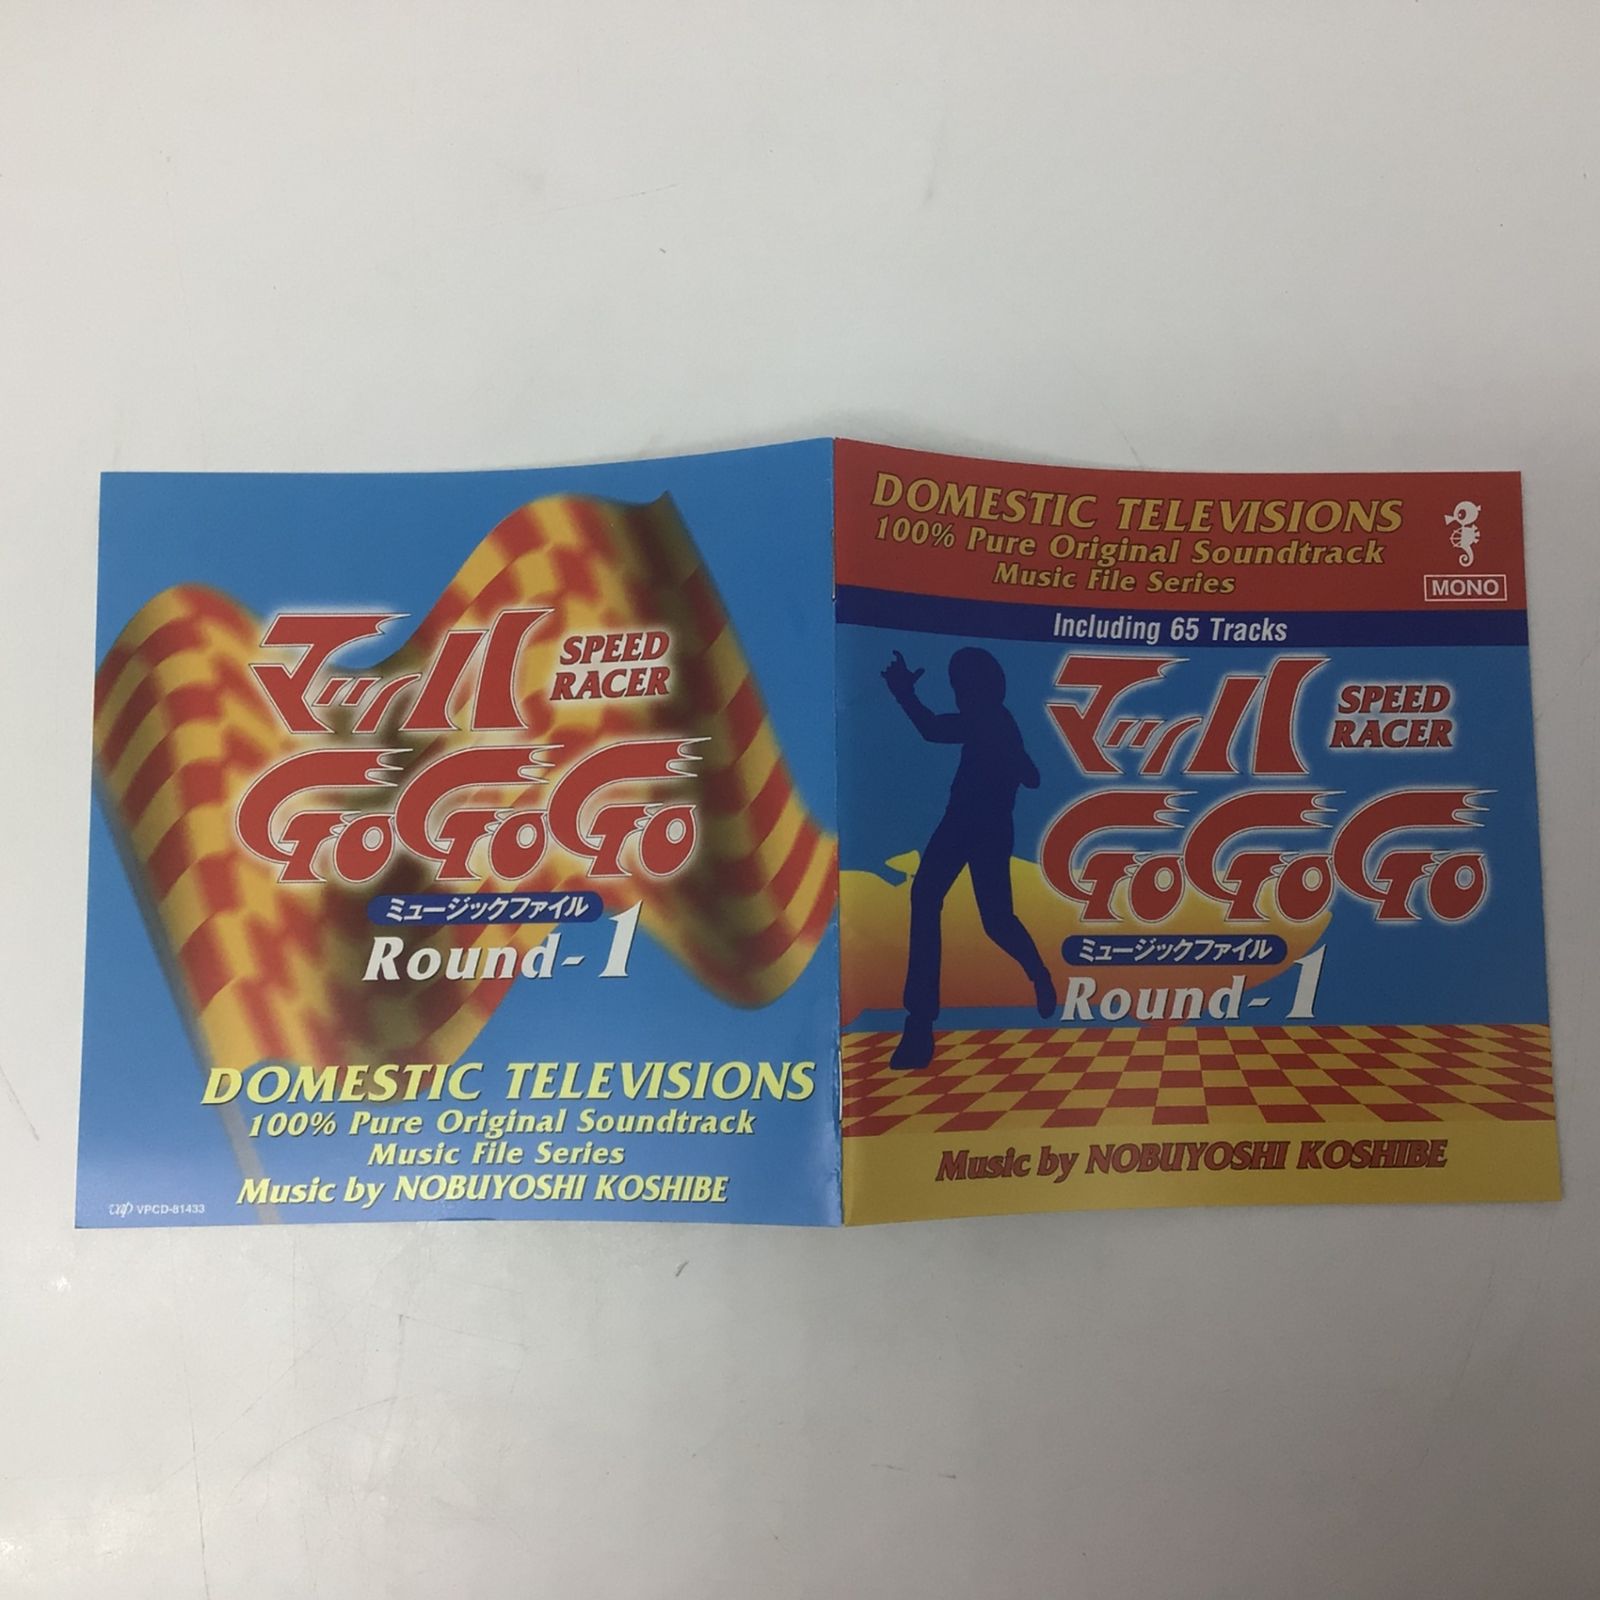 マッハ
SPEED
RACER
GoGoGo
ミュージックファイル
Round-1
DOMESTIC TELEVISIONS
100% Pure Original Soundtrack
Music File Series
Music by NOBUYOSHI KOSHIBE
vap VPCD-81433
DOMESTIC TELEVISIONS
100% Pure Original Soundtrack
Music File Series
MONO
Including 65 Tracks
マッハ
SPEED
RACER
GoGoGo
ミュージックファイル
Round-1
Music by NOBUYOSHI KOSHIBE